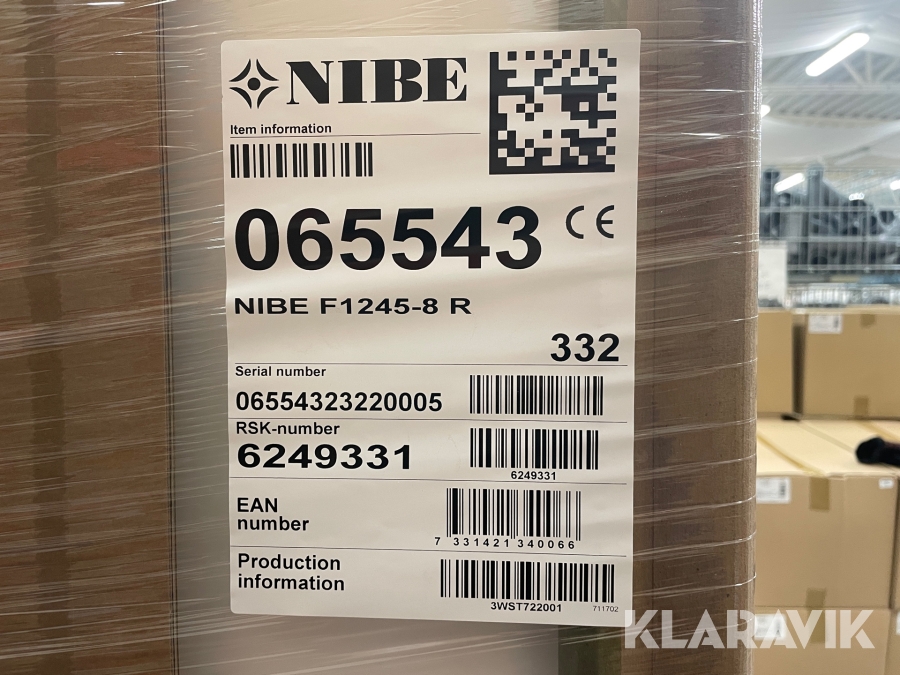 NIBE
Item information
065543
CE
NIBE F1245-8 R
332
Serial number
06554323220005
RSK-number
6249331
6249331
EAN
number
7 331421 340066
Production
information
3WST722001
711702
KLARAVIK